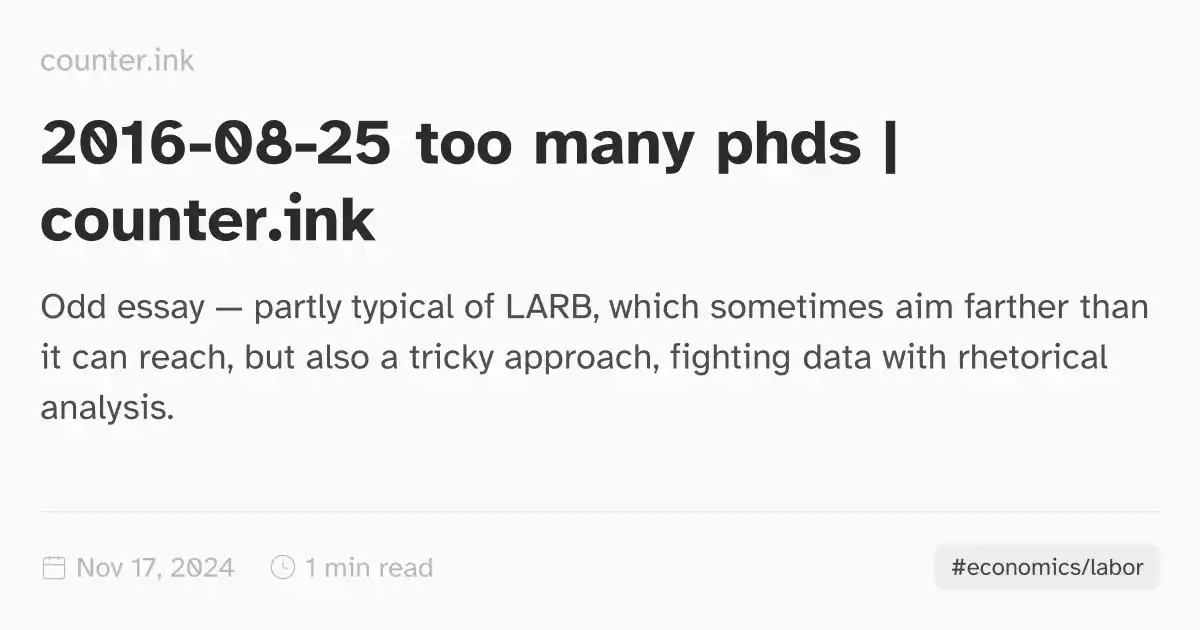 counter.ink
2016-08-25 too many phds |
counter.ink
Odd essay — partly typical of LARB, which sometimes aim farther than
it can reach, but also a tricky approach, fighting data with rhetorical
analysis.
Nov 17, 2024 1 min read #economics/labor